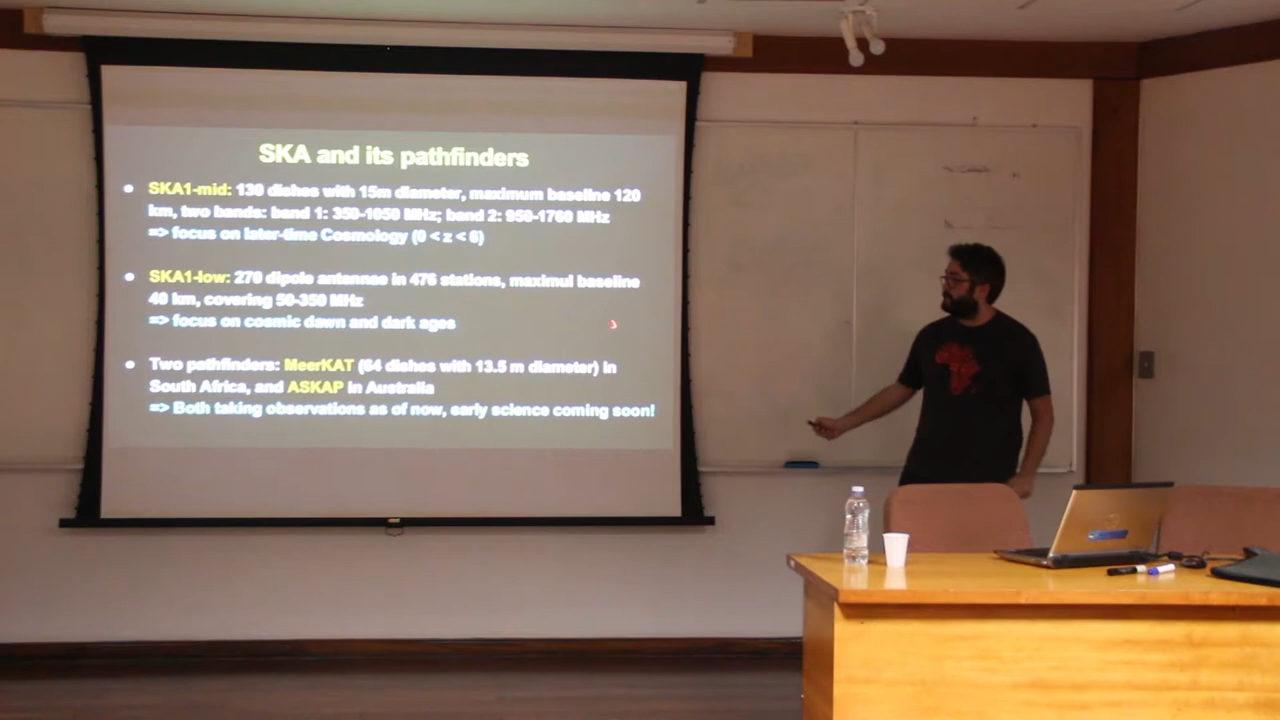 SKA and its pathfinders
SKA1-mid: 130 dishes with 15m diameter, maximum baseline 120
km, two bands: band 1: 350-1050 MHz; band 2: 950-1760 MHz
=> focus on later-time Cosmology (0 < z < 6)
SKA1-low: 270 dipole antennae in 476 stations, maximul baseline
40 km, covering 50-350 MHz
=> focus on cosmic dawn and dark ages
Two pathfinders: MeerKAT (64 dishes with 13.5 m diameter) in
South Africa, and ASKAP in Australia
=> Both taking observations as of now, early science coming soon!